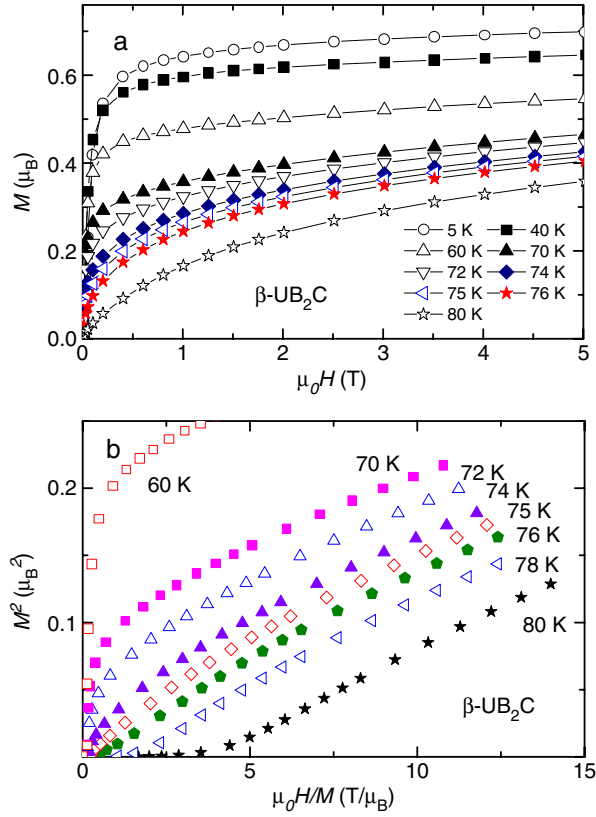 a
0.6
0.4
0.2
0.0
M (μB)
5 K 40 K
60 K 70 K
72 K 74 K
75 K 76 K
80 K
β-UB2C
0 1 2 3 4 5
μ0H (T)
b
60 K
70 K
72 K
74 K
75 K
76 K
78 K
80 K
0.2
0.1
M2 (μB2)
β-UB2C
0 5 10 15
μ0H/M (T/μB)